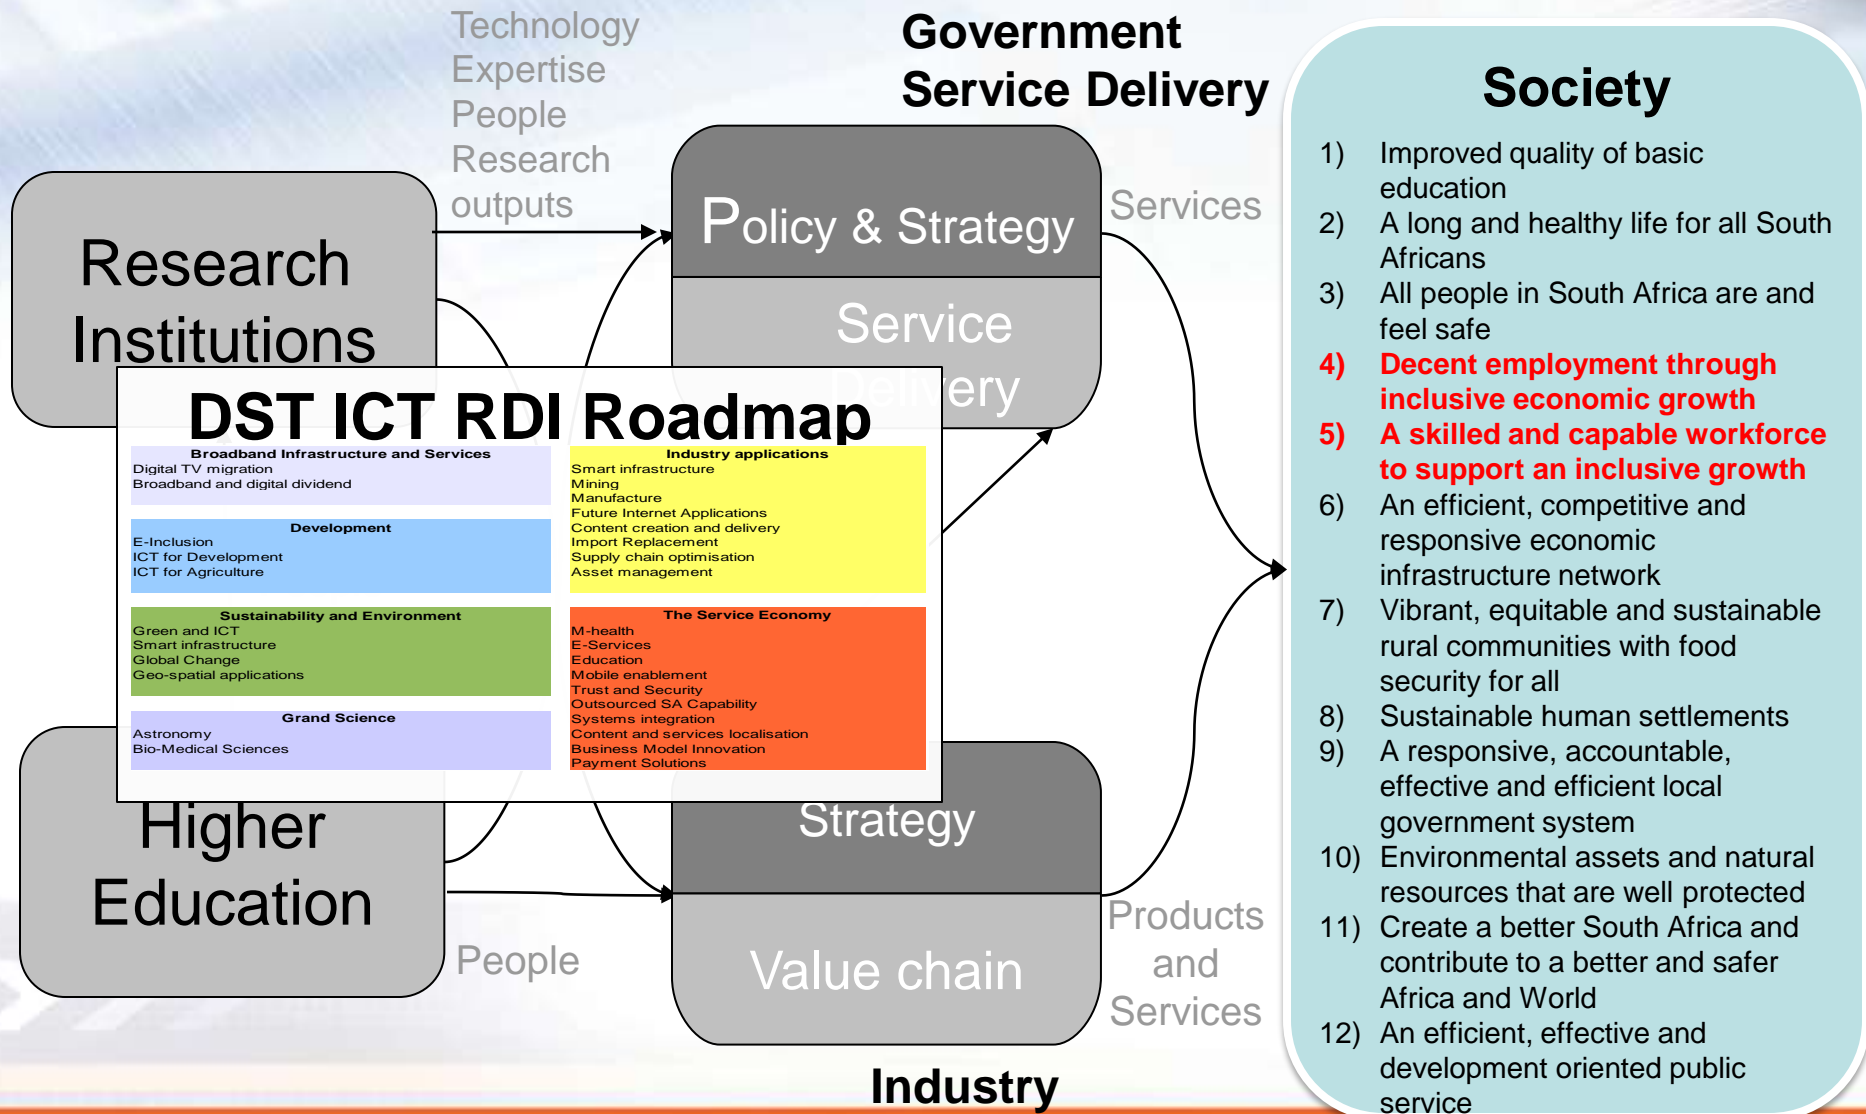 Technology
Expertise
People
Research
outputs
Government
Service Delivery
Research
Institutions
Policy & Strategy
Service
Delivery
Services
DST ICT RDI Roadmap
Broadband Infrastructure and Services
Digital TV migration
Broadband and digital dividend
Development
E-Inclusion
ICT for Development
ICT for Agriculture
Sustainability and Environment
Green and ICT
Smart infrastructure
Global Change
Geo-spatial applications
Grand Science
Astronomy
Bio-Medical Sciences
Industry applications
Smart infrastructure
Mining
Manufacture
Future Internet Applications
Content creation and delivery
Import Replacement
Supply chain optimisation
Asset management
The Service Economy
M-health
E-Services
Education
Mobile enablement
Trust and Security
Outsourced SA Capability
Systems integration
Content and services localisation
Business Model Innovation
Payment Solutions
Higher
Education
People
Strategy
Value chain
Products
and
Services
Industry
Society
1) Improved quality of basic
education
2) A long and healthy life for all South
Africans
3) All people in South Africa are and
feel safe
4) Decent employment through
inclusive economic growth
5) A skilled and capable workforce
to support an inclusive growth
6) An efficient, competitive and
responsive economic
infrastructure network
7) Vibrant, equitable and sustainable
rural communities with food
security for all
8) Sustainable human settlements
9) A responsive, accountable,
effective and efficient local
government system
10) Environmental assets and natural
resources that are well protected
11) Create a better South Africa and
contribute to a better and safer
Africa and World
12) An efficient, effective and
development oriented public
service